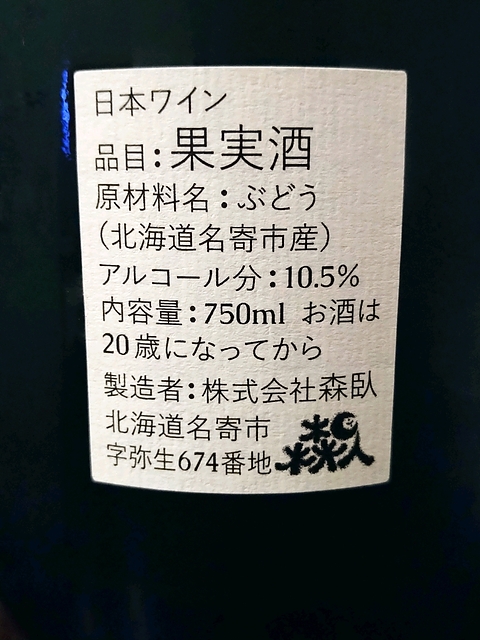 日本ワイン
品目:果実酒
原材料名:ぶどう
(北海道名寄市産)
アルコール分:10.5%
内容量:750ml お酒は
20歳になってから
製造者:株式会社森臥
北海道名寄市
字弥生674番地